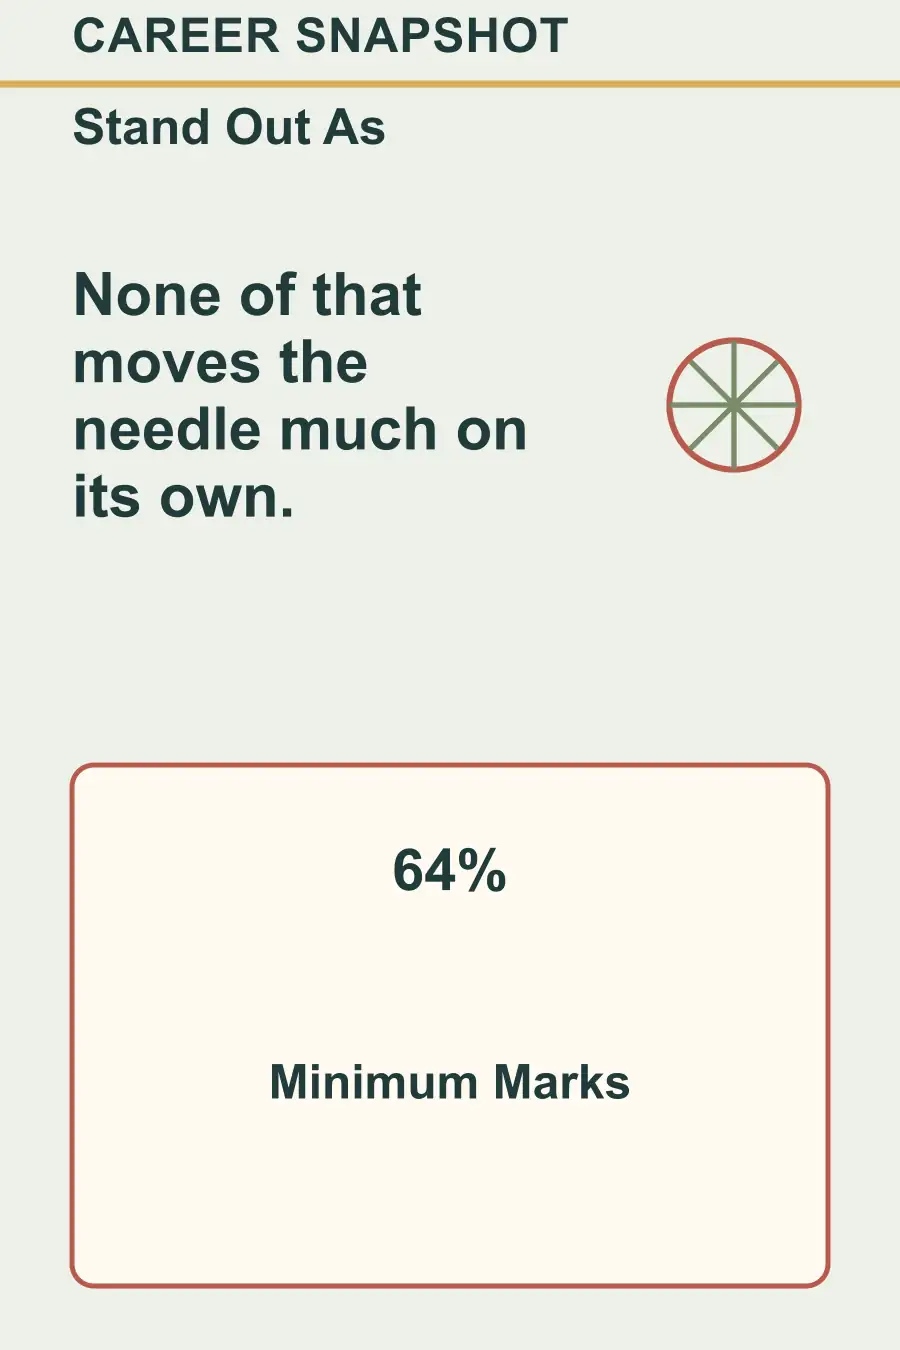 CAREER SNAPSHOT
Stand Out As
None of that
moves the
needle much on
its own.
64%
Minimum Marks